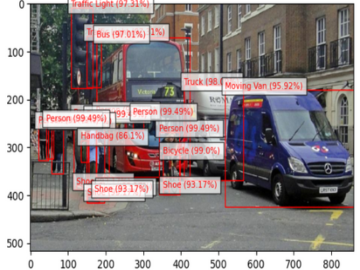 Traffic Light (97.31%)
Bus (97.01%)
1%)
Truck (98.
Moving Van (95.92%)
73
Person (99.49%)
Person (99.49%)
Person (99.49%)
Handbag (86.1%)
Bicycle (99.0%)
Shoe (93.17%)
Shoe (93.17%)
0
100
200
300
400
500
0 100 200 300 400 500 600 700 800